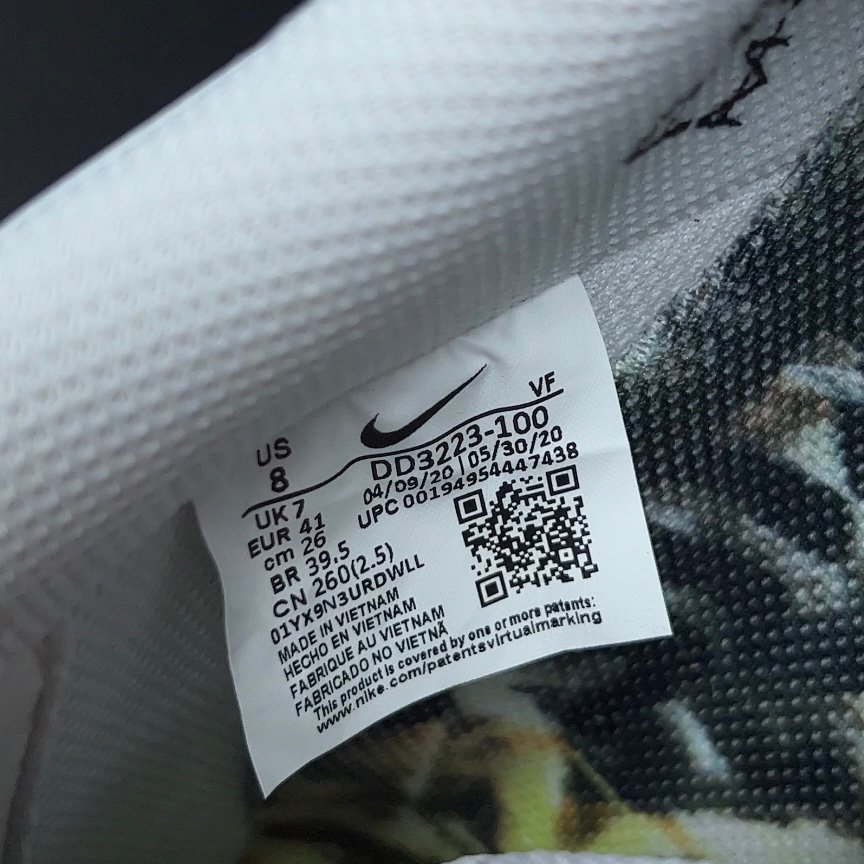 US
8
VF
DD3223-100
04/09/20 | 05/30/20
UPC 00194954447438
UK 7
EUR 41
cm 26
BR 39.5
CN 260(2.5)
01YX9N3URDWLL
MADE IN VIETNAM
HECHO EN VIETNAM
FABRIQUE AU VIETNAM
FABRICADO NO VIETNÃ
This product is covered by one or more patents:
www.nike.com/patentsvirtualmarking